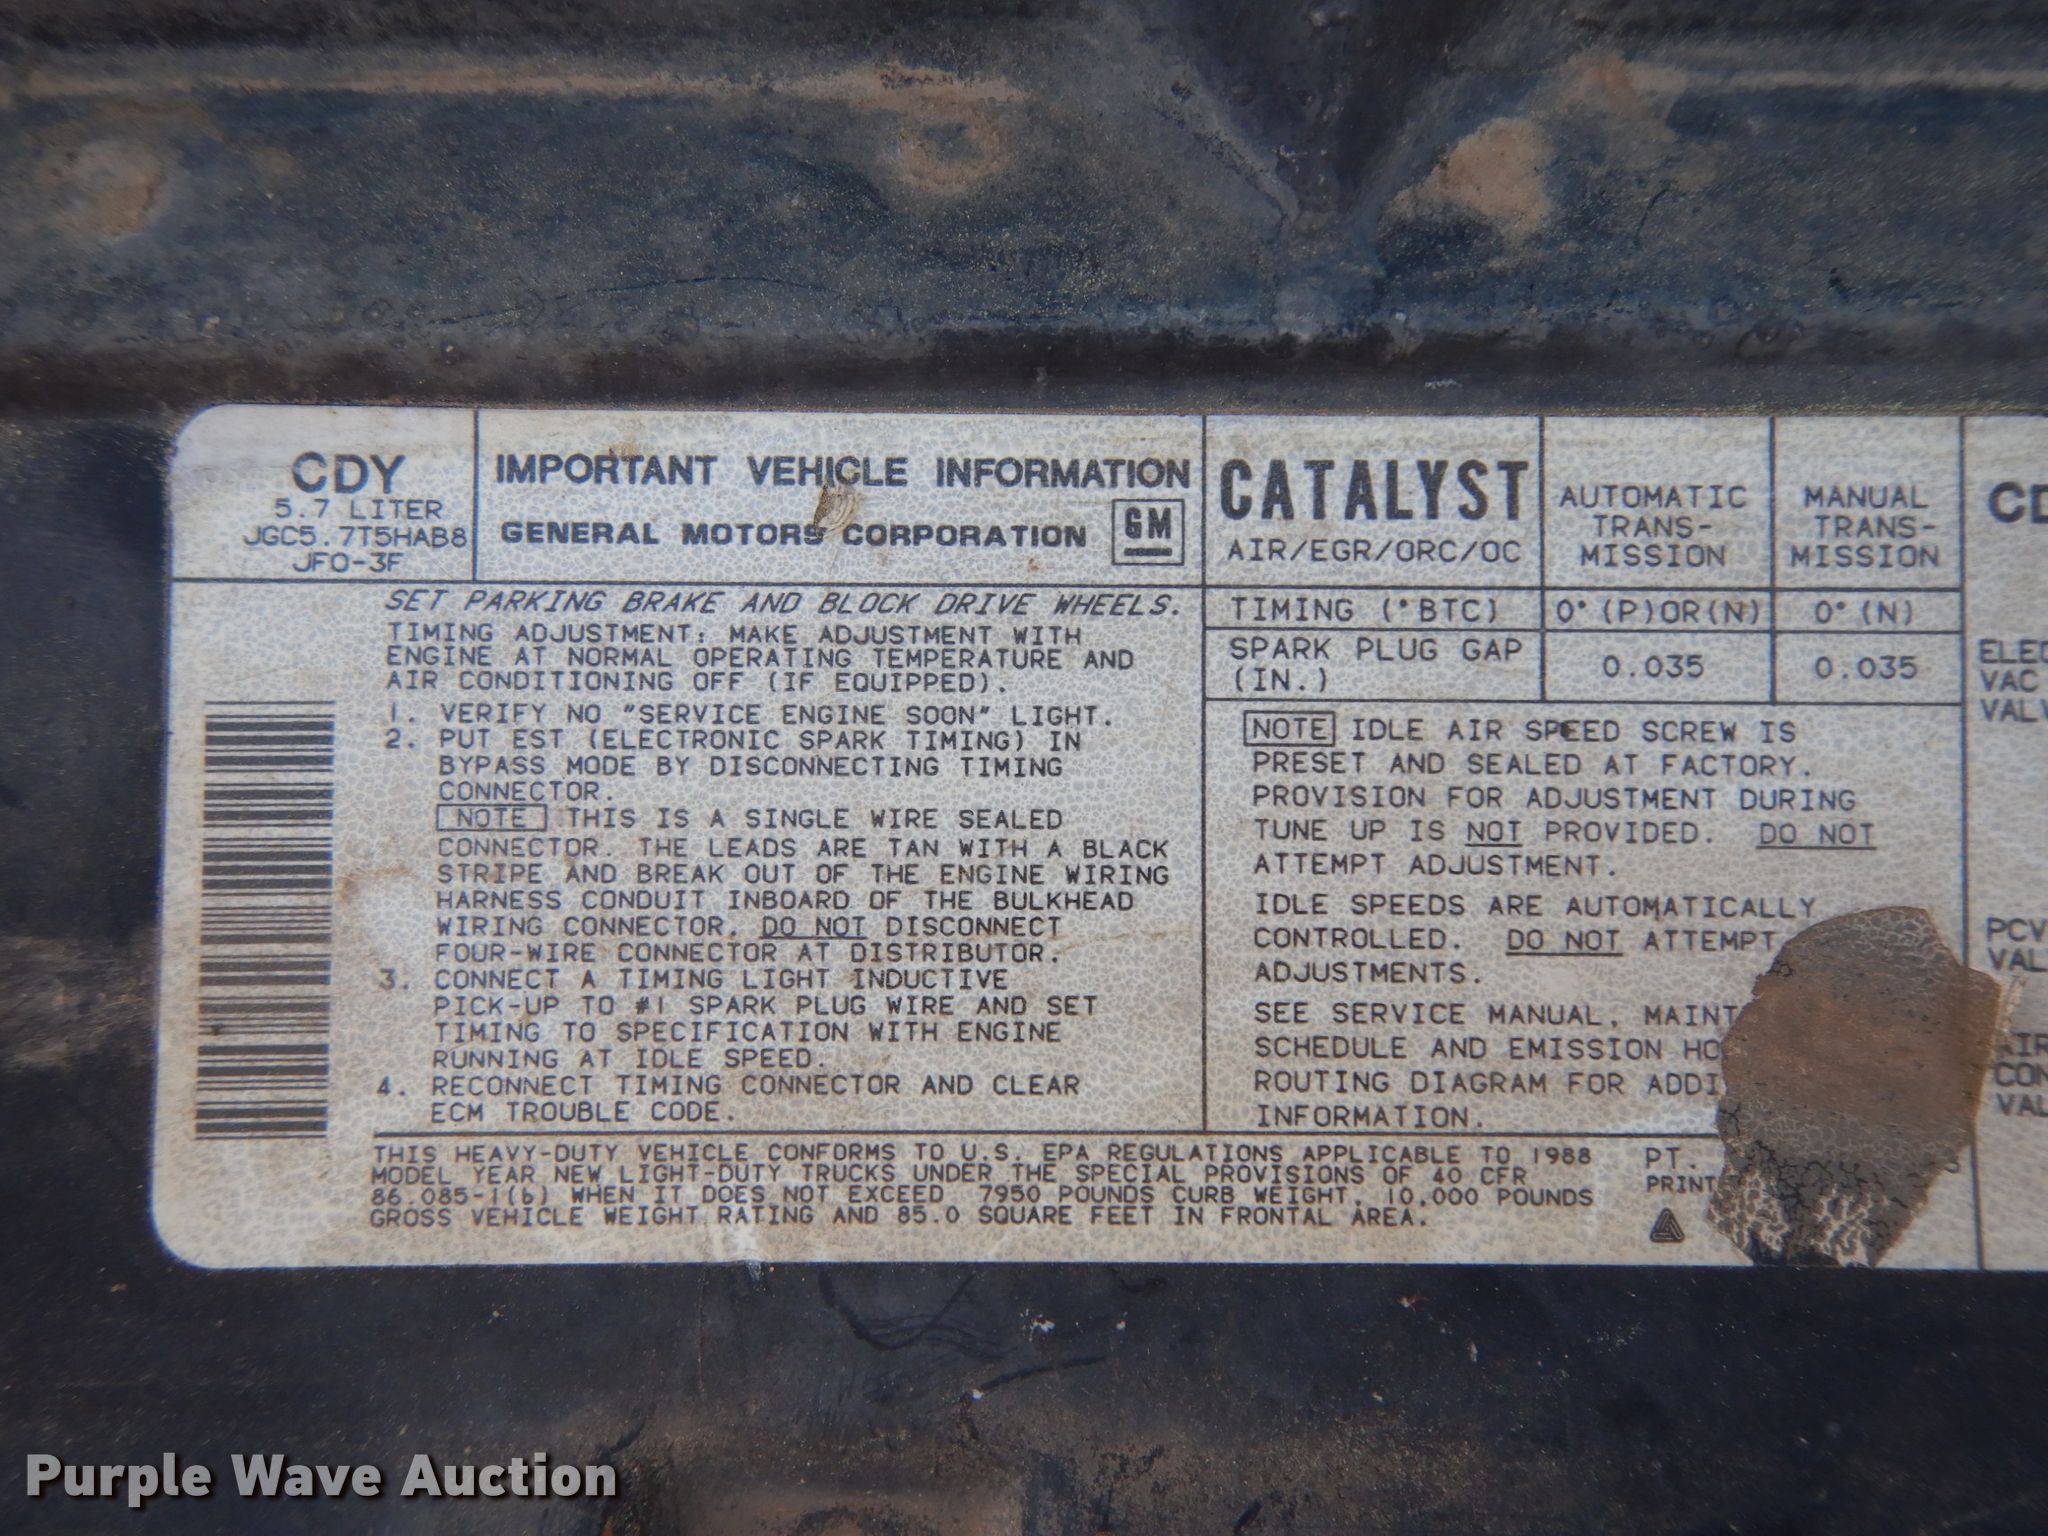 CDY
5.7 LITER
JGC5.7T5HAB8
JFO-3F
IMPORTANT VEHICLE INFORMATION
GENERAL MOTORS CORPORATION
GM
CATALYST
AIR/EGR/ORC/OC
AUTOMATIC
TRANS-
MISSION
MANUAL
TRANS-
MISSION
TIMING (°BTC)
0°(P)OR(N)
0°(N)
SPARK PLUG GAP
(IN.)
0.035
0.035
SET PARKING BRAKE AND BLOCK DRIVE WHEELS.
TIMING ADJUSTMENT: MAKE ADJUSTMENT WITH
ENGINE AT NORMAL OPERATING TEMPERATURE AND
AIR CONDITIONING OFF (IF EQUIPPED).
1. VERIFY NO "SERVICE ENGINE SOON" LIGHT.
2. PUT EST (ELECTRONIC SPARK TIMING) IN
BYPASS MODE BY DISCONNECTING TIMING
CONNECTOR.
NOTE THIS IS A SINGLE WIRE SEALED
CONNECTOR. THE LEADS ARE TAN WITH A BLACK
STRIPE AND BREAK OUT OF THE ENGINE WIRING
HARNESS CONDUIT INBOARD OF THE BULKHEAD
WIRING CONNECTOR. DO NOT DISCONNECT
FOUR-WIRE CONNECTOR AT DISTRIBUTOR.
3. CONNECT A TIMING LIGHT INDUCTIVE
PICK-UP TO #1 SPARK PLUG WIRE AND SET
TIMING TO SPECIFICATION WITH ENGINE
RUNNING AT IDLE SPEED.
4. RECONNECT TIMING CONNECTOR AND CLEAR
ECM TROUBLE CODE.
NOTE IDLE AIR SPEED SCREW IS
PRESET AND SEALED AT FACTORY.
PROVISION FOR ADJUSTMENT DURING
TUNE UP IS NOT PROVIDED. DO NOT
ATTEMPT ADJUSTMENT.
IDLE SPEEDS ARE AUTOMATICALLY
CONTROLLED. DO NOT ATTEMPT
ADJUSTMENTS.
SEE SERVICE MANUAL, MAINT
SCHEDULE AND EMISSION HO
ROUTING DIAGRAM FOR ADDI
INFORMATION.
THIS HEAVY-DUTY VEHICLE CONFORMS TO U.S. EPA REGULATIONS APPLICABLE TO 1988
MODEL YEAR NEW LIGHT-DUTY TRUCKS UNDER THE SPECIAL PROVISIONS OF 40 CFR
86.085-1(b) WHEN IT DOES NOT EXCEED 7950 POUNDS CURB WEIGHT, 10,000 POUNDS
GROSS VEHICLE WEIGHT RATING AND 85.0 SQUARE FEET IN FRONTAL AREA.
PT.
PRINT
ELEC
VAC
VALV
PCV
VAL
AIR
CON
VAL
Purple Wave Auction